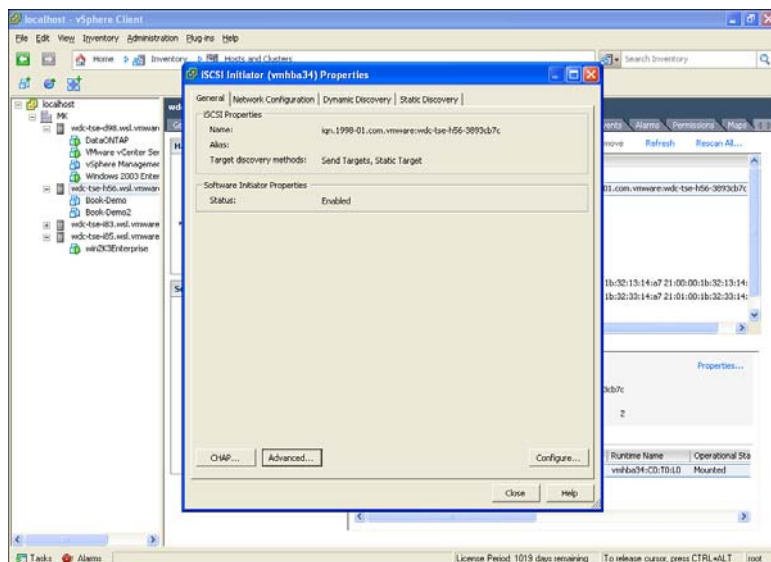 localhost - vSphere Client
File Edit View Inventory Administration Plug-ins Help
Home Inventory Hosts and Clusters
Search Inventory
iSCSI Initiator (vmhba34) Properties
General Network Configuration Dynamic Discovery Static Discovery
iSCSI Properties
Name: iqn.1998-01.com.vmware:wdc-tse-h56-3893cb7c
Alias:
Target discovery methods: Send Targets, Static Target
Software Initiator Properties
Status: Enabled
CHAP... Advanced... Configure...
Close Help
localhost
MK
wdc-tse-d98.wsl.vmwar
DataONTAP
VMware vCenter Ser
vSphere Managemer
Windows 2003 Enter
wdc-tse-h56.wsl.vmwar
Book-Demo
Book-Demo2
wdc-tse-i83.wsl.vmware
wdc-tse-i85.wsl.vmware
win2K3Enterprise
wd
Alarms Permissions Maps
Refresh Rescan All...
01.com.vmware:wdc-tse-h56-3893cb7c
1b:32:13:14:a7 21:00:00:1b:32:13:14:
1b:32:33:14:a7 21:01:00:1b:32:33:14:
Properties...
2
Runtime Name Operational Sta
vmhba34:C0:T0:L0 Mounted
Tasks Alarms
License Period: 1019 days remaining To release cursor, press CTRL+ALT root